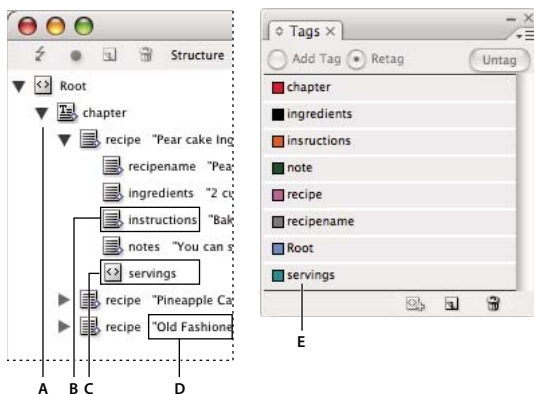 Structure
Root
chapter
recipe "Pear cake Ing
recipename "Pea
ingredients "2 cu
instructions "Bak
notes "You can s
servings
recipe "Pineapple Ca
recipe "Old Fashione
A B C D
Tags ×
Add Tag Retag Untag
chapter
ingredients
insructions
note
recipe
recipename
Root
servings
E